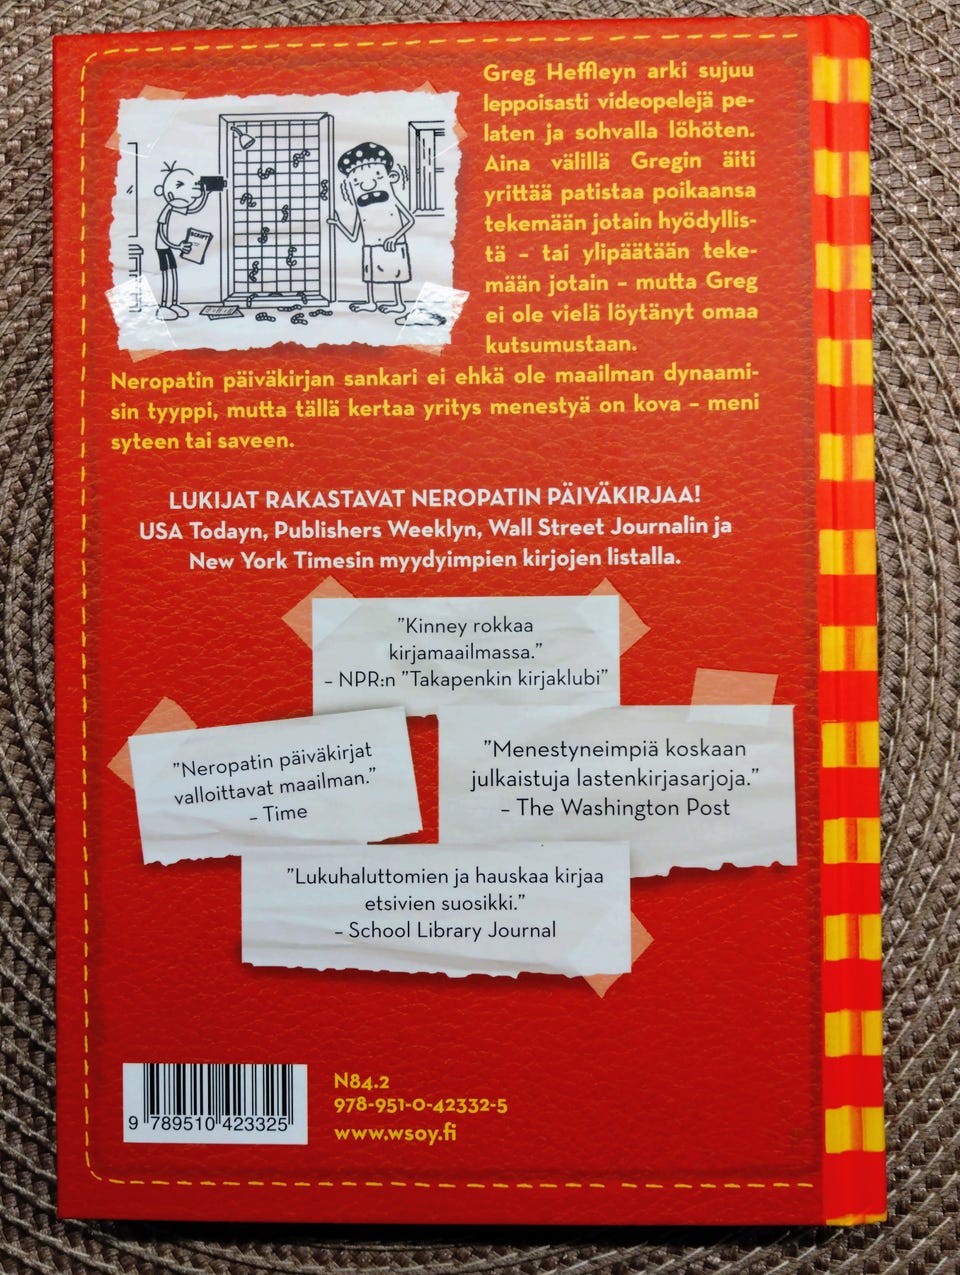 Greg Heffleyn arki sujuu
leppoisasti videopelejä pe-
laten ja sohvalla löhöten.
Aina välillä Gregin äiti
yrittää patistaa poikaansa
tekemään jotain hyödyllis-
tä – tai ylipäätään teke-
mään jotain – mutta Greg
ei ole vielä löytänyt omaa
kutsumustaan.
Neropatin päiväkirjan sankari ei ehkä ole maailman dynaami-
sin tyyppi, mutta tällä kertaa yritys menestyä on kova – meni
syteen tai saveen.
SCRIPT
LUKIJAT RAKASTAVAT NEROPATIN PÄIVÄKIRJAA!
USA Todayn, Publishers Weeklyn, Wall Street Journalin ja
New York Timesin myydyimpien kirjojen listalla.
”Kinney rokkaa
kirjamaailmassa.”
– NPR:n ”Takapenkin kirjaklubi”
”Neropatin päiväkirjat
valloittavat maailman.”
– Time
”Menestyneimpiä koskaan
julkaistuja lastenkirjasarjoja.”
– The Washington Post
”Lukuhaluttomien ja hauskaa kirjaa
etsivien suosikki.”
– School Library Journal
9 789510 423325
N84.2
978-951-0-42332-5
www.wsoy.fi